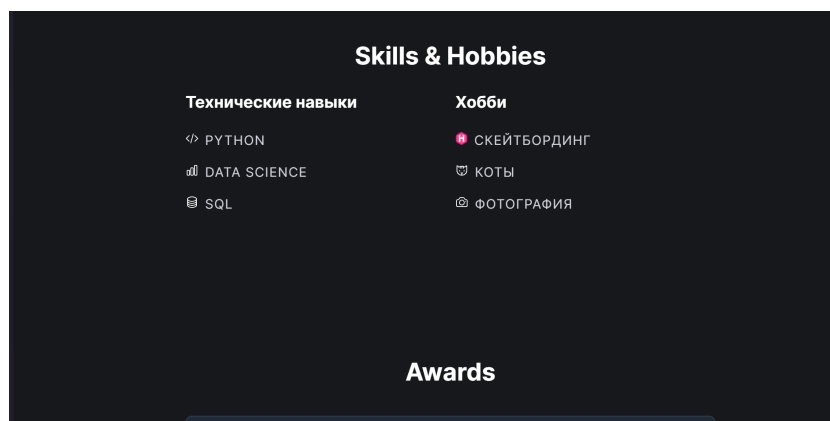 Skills & Hobbies
Технические навыки
PYTHON
DATA SCIENCE
SQL
Хобби
СКЕЙТБОРДИНГ
КОТЫ
ФОТОГРАФИЯ
Awards